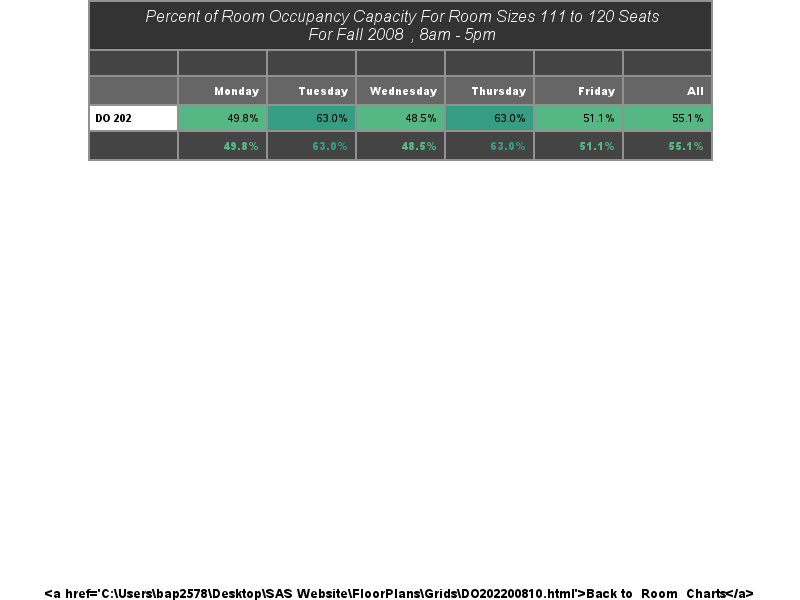 Percent of Room Occupancy Capacity For Room Sizes 111 to 120 Seats
For Fall 2008 , 8am - 5pm
Monday Tuesday Wednesday Thursday Friday All
DO 202 49.8% 63.0% 48.5% 63.0% 51.1% 55.1%
49.8% 63.0% 48.5% 63.0% 51.1% 55.1%
<a href='C:\Users\bap2578\Desktop\SAS Website\FloorPlans\Grids\DO202200810.html'>Back to Room Charts</a>